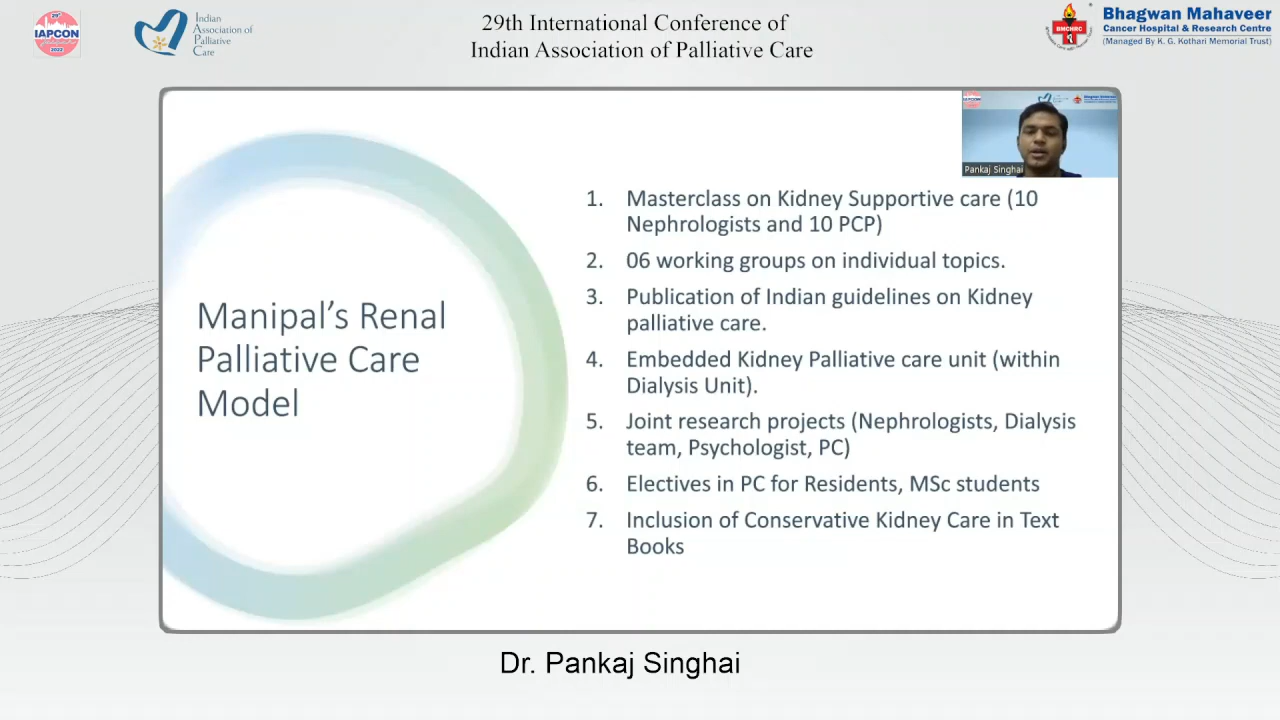 29th International Conference of
Indian Association of Palliative Care
29th
IAPCON
2022
Indian
Association of
Palliative
Care
BMCHRC
Bhagwan Mahaveer
Cancer Hospital & Research Centre
(Managed By K. G. Kothari Memorial Trust)
Pankaj Singhai
Manipal's Renal
Palliative Care
Model
1. Masterclass on Kidney Supportive care (10
Nephrologists and 10 PCP)
2. 06 working groups on individual topics.
3. Publication of Indian guidelines on Kidney
palliative care.
4. Embedded Kidney Palliative care unit (within
Dialysis Unit).
5. Joint research projects (Nephrologists, Dialysis
team, Psychologist, PC)
6. Electives in PC for Residents, MSc students
7. Inclusion of Conservative Kidney Care in Text
Books
Dr. Pankaj Singhai